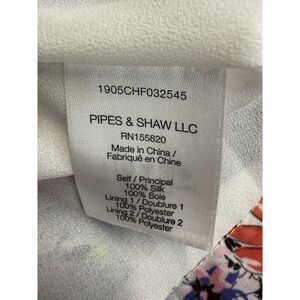 1905CHF032545
PIPES & SHAW LLC
RN155820
Made in China /
Fabriqué en Chine
Self / Principal
100% Silk
100% Soie
Lining 1 / Doublure 1
100% Polyester
Lining 2 / Doublure 2
100% Polyester